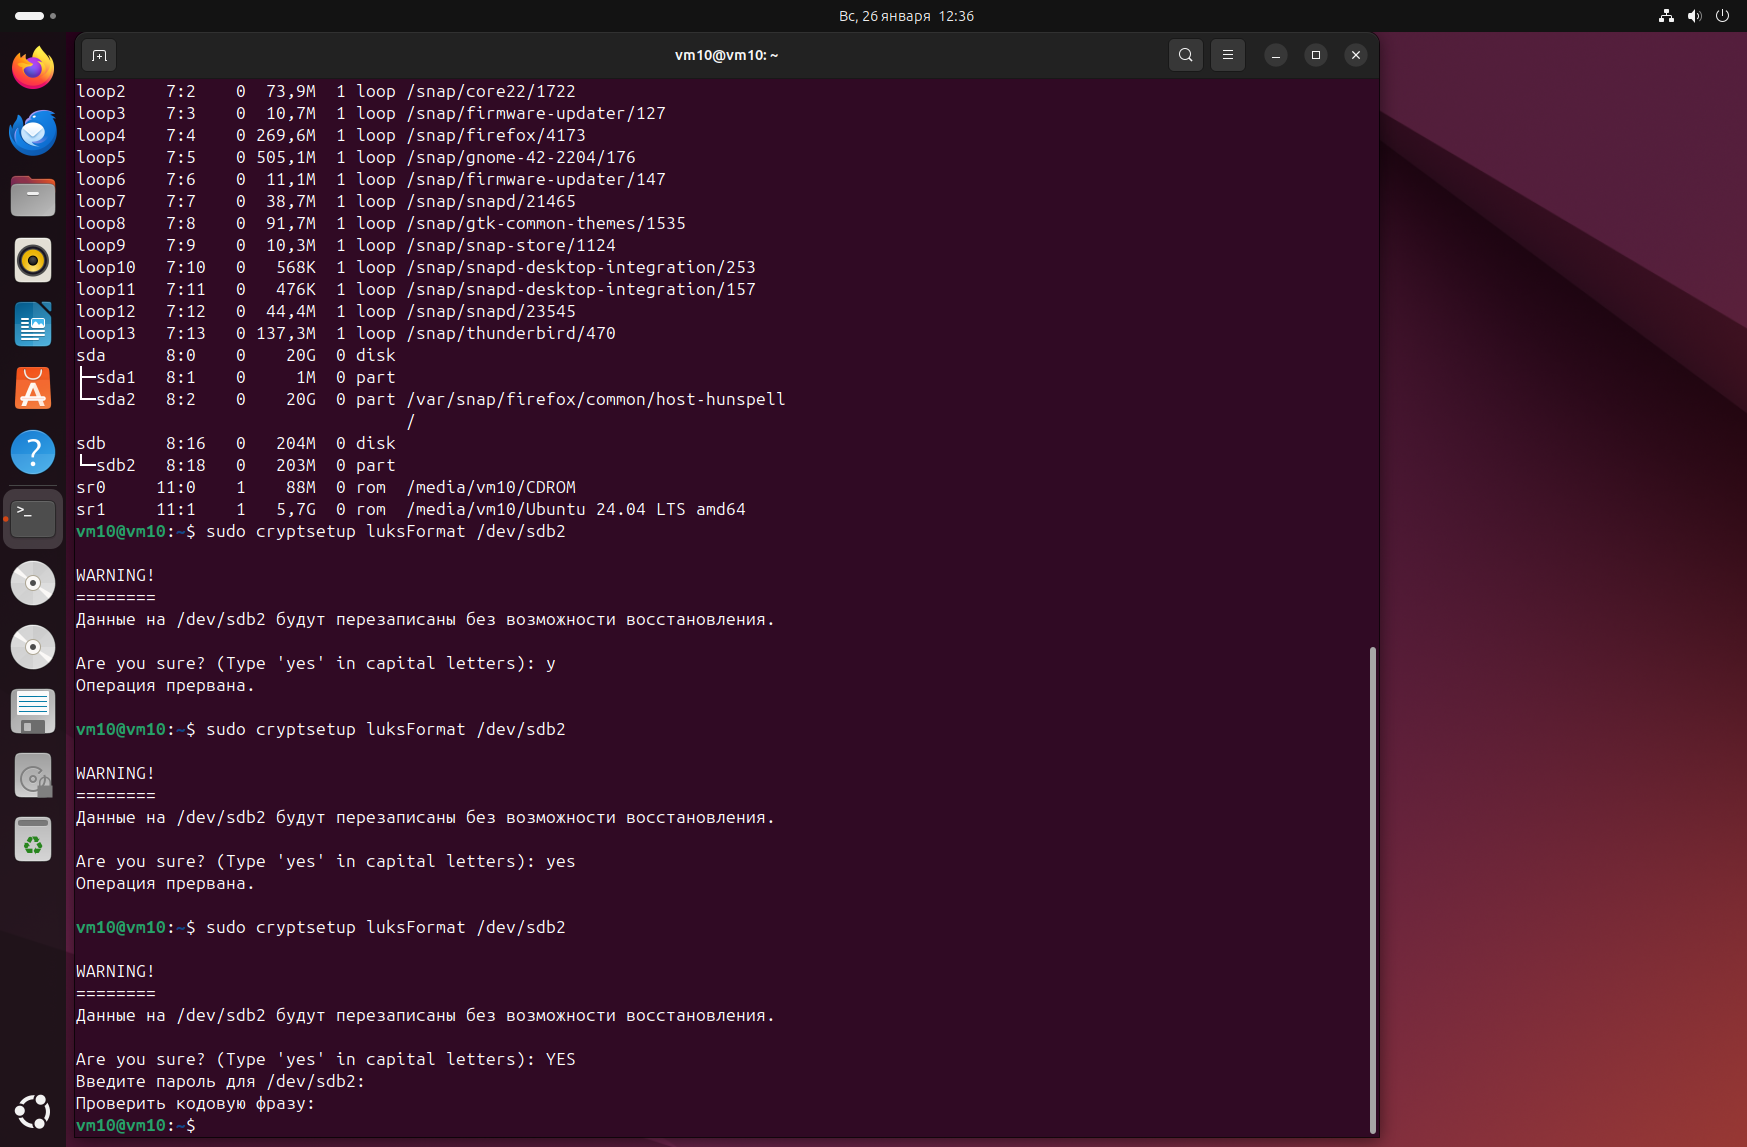 Вс, 26 января 12:36
vm10@vm10: ~
loop2 7:2 0 73,9M 1 loop /snap/core22/1722
loop3 7:3 0 10,7M 1 loop /snap/firmware-updater/127
loop4 7:4 0 269,6M 1 loop /snap/firefox/4173
loop5 7:5 0 505,1M 1 loop /snap/gnome-42-2204/176
loop6 7:6 0 11,1M 1 loop /snap/firmware-updater/147
loop7 7:7 0 38,7M 1 loop /snap/snapd/21465
loop8 7:8 0 91,7M 1 loop /snap/gtk-common-themes/1535
loop9 7:9 0 10,3M 1 loop /snap/snap-store/1124
loop10 7:10 0 568K 1 loop /snap/snapd-desktop-integration/253
loop11 7:11 0 476K 1 loop /snap/snapd-desktop-integration/157
loop12 7:12 0 44,4M 1 loop /snap/snapd/23545
loop13 7:13 0 137,3M 1 loop /snap/thunderbird/470
sda 8:0 0 20G 0 disk
├─sda1 8:1 0 1M 0 part
└─sda2 8:2 0 20G 0 part /var/snap/firefox/common/host-hunspell
/
sdb 8:16 0 204M 0 disk
└─sdb2 8:18 0 203M 0 part
sr0 11:0 1 88M 0 rom /media/vm10/CDROM
sr1 11:1 1 5,7G 0 rom /media/vm10/Ubuntu 24.04 LTS amd64
vm10@vm10:~$ sudo cryptsetup luksFormat /dev/sdb2
WARNING!
========
Данные на /dev/sdb2 будут перезаписаны без возможности восстановления.
Are you sure? (Type 'yes' in capital letters): y
Операция прервана.
vm10@vm10:~$ sudo cryptsetup luksFormat /dev/sdb2
WARNING!
========
Данные на /dev/sdb2 будут перезаписаны без возможности восстановления.
Are you sure? (Type 'yes' in capital letters): yes
Операция прервана.
vm10@vm10:~$ sudo cryptsetup luksFormat /dev/sdb2
WARNING!
========
Данные на /dev/sdb2 будут перезаписаны без возможности восстановления.
Are you sure? (Type 'yes' in capital letters): YES
Введите пароль для /dev/sdb2:
Проверить кодовую фразу:
vm10@vm10:~$